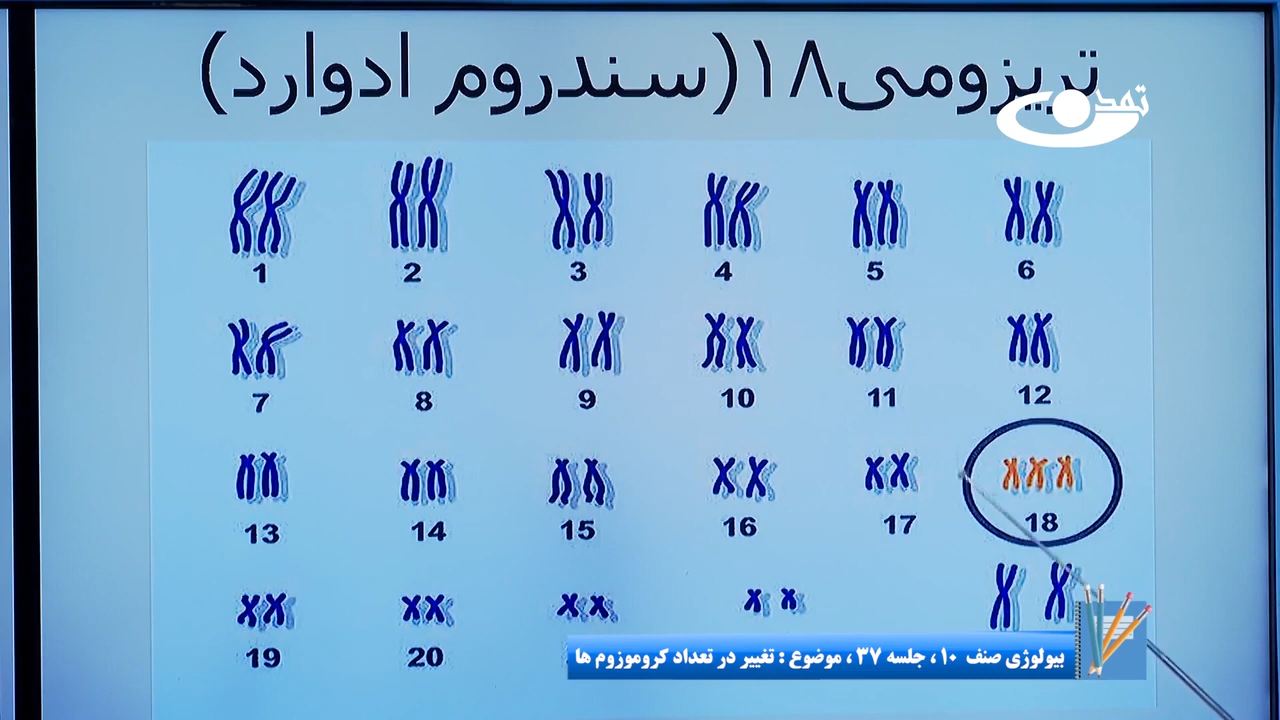 تریزومی۱۸(سندروم ادوارد)
تمدن
1 2 3 4 5 6
7 8 9 10 11 12
13 14 15 16 17 18
19 20
بیولوژی صنف ۱۰ ، جلسه ۳۷ ، موضوع : تغییر در تعداد کروموزوم ها